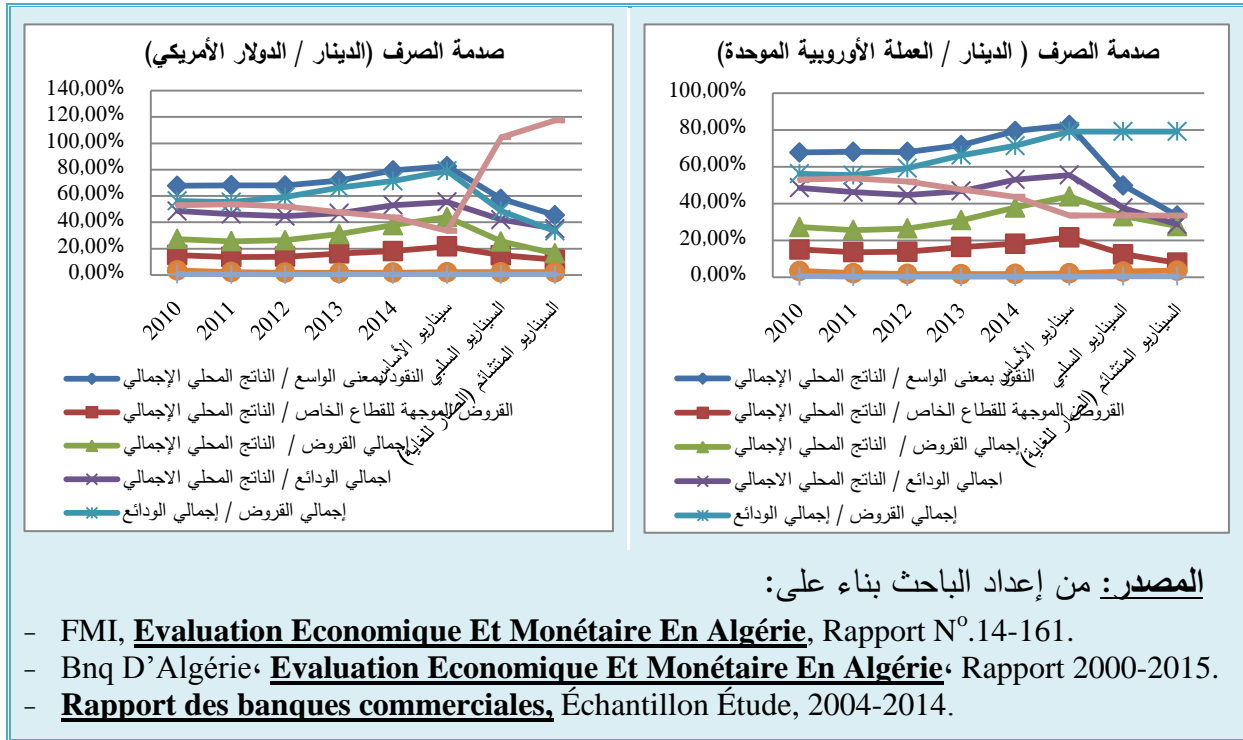 صدمة الصرف ( الدينار / العملة الأوروبية الموحدة)
100,00%
80,00%
60,00%
40,00%
20,00%
0,00%
2010
2011
2012
2013
2014
سيناريو الأساس
السيناريو السلبي
السيناريو المتشائم (الضار للغاية)
النقود بمعنى الواسع / الناتج المحلي الإجمالي
القروض الموجهة للقطاع الخاص / الناتج المحلي الإجمالي
إجمالي القروض / الناتج المحلي الإجمالي
اجمالي الودائع / الناتج المحلي الاجمالي
إجمالي القروض / إجمالي الودائع
صدمة الصرف (الدينار / الدولار الأمريكي)
140,00%
120,00%
100,00%
80,00%
60,00%
40,00%
20,00%
0,00%
2010
2011
2012
2013
2014
سيناريو الأساس
السيناريو السلبي
السيناريو المتشائم (الضار للغاية)
النقود بمعنى الواسع / الناتج المحلي الإجمالي
القروض الموجهة للقطاع الخاص / الناتج المحلي الإجمالي
إجمالي القروض / الناتج المحلي الإجمالي
اجمالي الودائع / الناتج المحلي الاجمالي
إجمالي القروض / إجمالي الودائع
المصدر: من إعداد الباحث بناء على:
- FMI, Evaluation Economique Et Monétaire En Algérie, Rapport N°.14-161.
- Bnq D’Algérie، Evaluation Economique Et Monétaire En Algérie، Rapport 2000-2015.
- Rapport des banques commerciales, Échantillon Étude, 2004-2014.